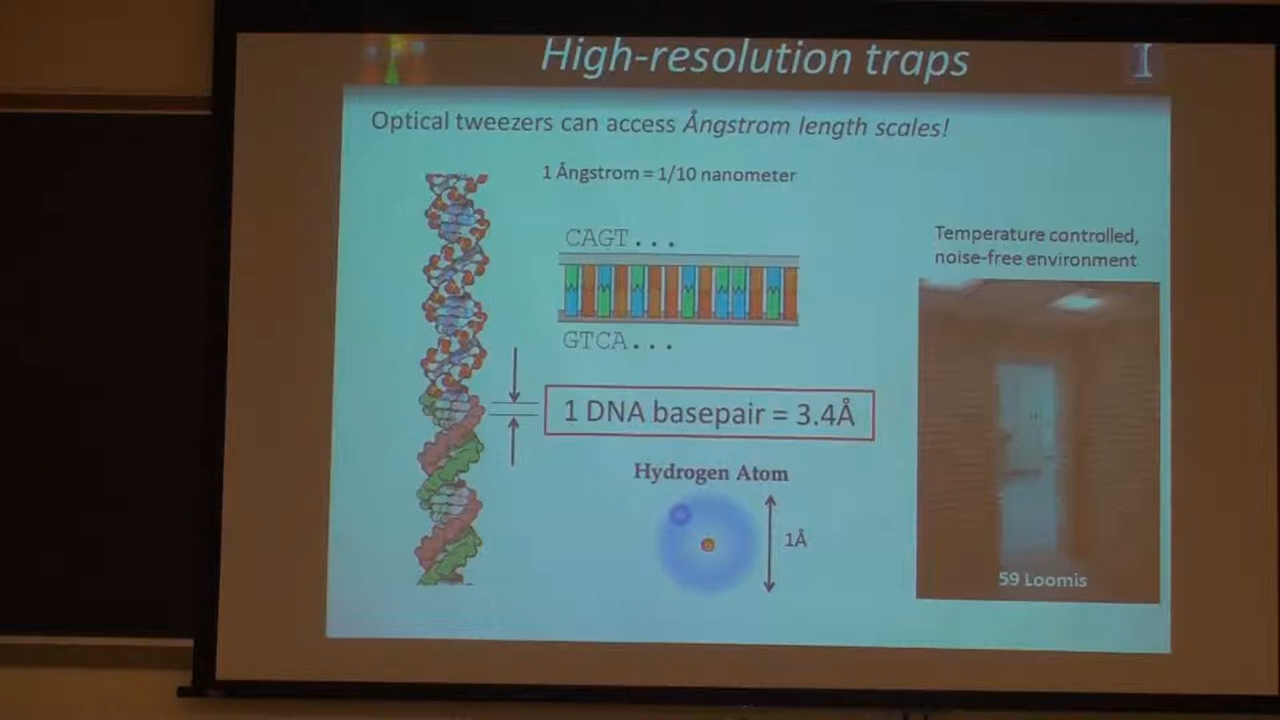 High-resolution traps
I
Optical tweezers can access Ångstrom length scales!
1 Ångstrom = 1/10 nanometer
CAGT...
GTCA...
1 DNA basepair = 3.4Å
Hydrogen Atom
1Å
Temperature controlled,
noise-free environment
59 Loomis